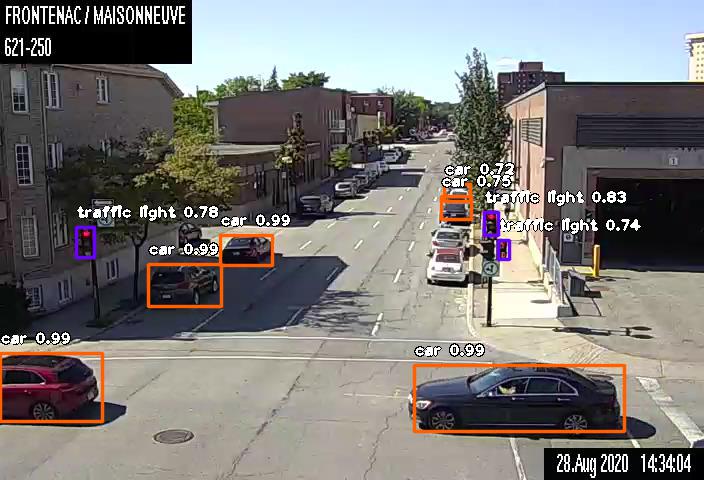 FRONTENAC / MAISONNEUVE
621-250
car 0.72
car 0.75
traffic light 0.83
traffic light 0.78
car 0.99
traffic light 0.74
car 0.99
1
car 0.99
car 0.99
28.Aug 2020 14:34:04